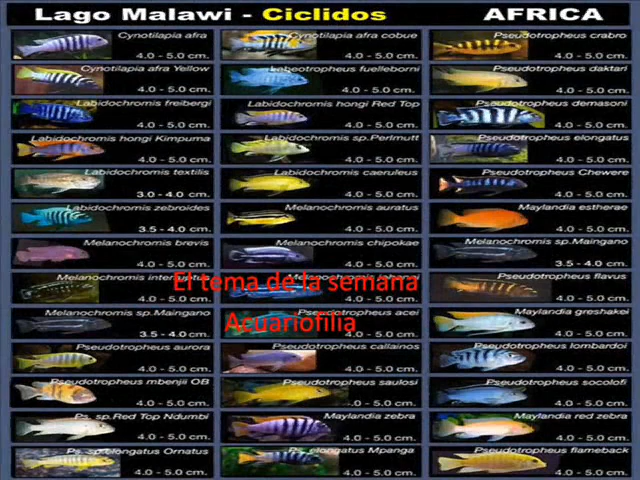 Lago Malawi - Ciclidos AFRICA
Cynotilapia afra
4.0 - 5.0 cm.
Cynotilapia afra cobue
4.0 - 5.0 cm.
Pseudotropheus crabro
4.0 - 5.0 cm.
Cynotilapia afra Yellow
4.0 - 5.0 cm.
Labeotropheus fuelleborni
4.0 - 5.0 cm.
Pseudotropheus daktari
4.0 - 5.0 cm.
Labidochromis freibergi
4.0 - 5.0 cm.
Labidochromis hongi Red Top
4.0 - 5.0 cm.
Pseudotropheus demasoni
4.0 - 5.0 cm.
Labidochromis hongi Kimpuma
4.0 - 5.0 cm.
Labidochromis sp.Perlmutt
4.0 - 5.0 cm.
Pseudotropheus elongatus
4.0 - 5.0 cm.
Labidochromis textilis
3.0 - 4.0 cm.
Labidochromis caeruleus
4.0 - 5.0 cm.
Pseudotropheus Chewere
4.0 - 5.0 cm.
Labidochromis zebroides
3.5 - 4.0 cm.
Melanochromis auratus
4.0 - 5.0 cm.
Maylandia estherae
4.0 - 5.0 cm.
Melanochromis brevis
4.0 - 5.0 cm.
Melanochromis chipokae
4.0 - 5.0 cm.
Melanochromis sp.Maingano
3.5 - 4.0 cm.
Melanochromis
4.0 - 5.0 cm.
Melanochromis
4.0 - 5.0 cm.
Pseudotropheus flavus
4.0 - 5.0 cm.
El tema de la semana
Acuariofilia
Melanochromis sp.Maingano
3.5 - 4.0 cm.
Pseudotropheus acei
4.0 - 5.0 cm.
Maylandia greshakei
4.0 - 5.0 cm.
Pseudotropheus aurora
4.0 - 5.0 cm.
Pseudotropheus callainos
4.0 - 5.0 cm.
Pseudotropheus lombardoi
4.0 - 5.0 cm.
Pseudotropheus mbenjii OB
4.0 - 5.0 cm.
Pseudotropheus saulosi
.0 - 5.0 cm.
Pseudotropheus socolofi
4.0 - 5.0 cm.
Ps. sp.Red Top Ndumbi
4.0 - 5.0 cm.
Maylandia zebra
4.0 - 5.0 cm.
Maylandia red zebra
4.0 - 5.0 cm.
Ps. sp.elongatus Ornatus
4.0 - 5.0 cm.
Ps. elongatus Mpanga
4.0 - 5.0 cm.
Pseudotropheus flameback
4.0 - 5.0 cm.